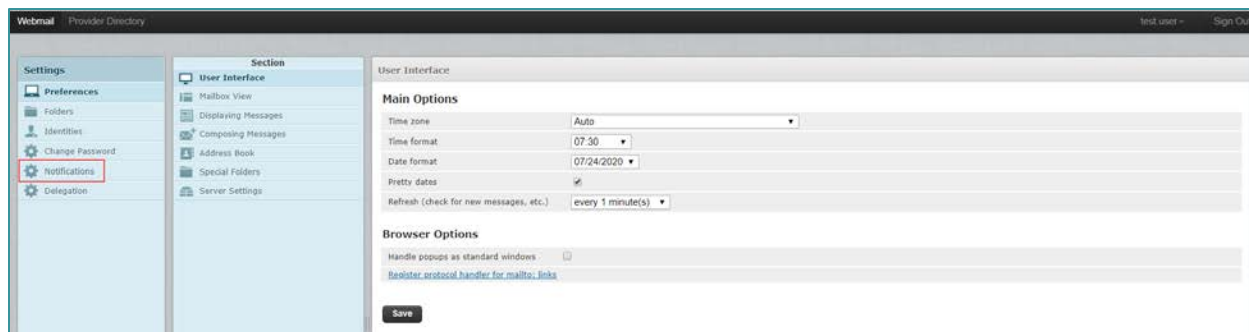 Webmail Provider Directory test user Sign Ou
Settings
Preferences
Folders
Identities
Change Password
Notifications
Delegation
Section
User Interface
Mailbox View
Displaying Messages
Composing Messages
Address Book
Special Folders
Server Settings
User Interface
Main Options
Time zone Auto
Time format 07:30
Date format 07/24/2020
Pretty dates
Refresh (check for new messages, etc.) every 1 minute(s)
Browser Options
Handle popups as standard windows
Register protocol handler for mailto: links
Save